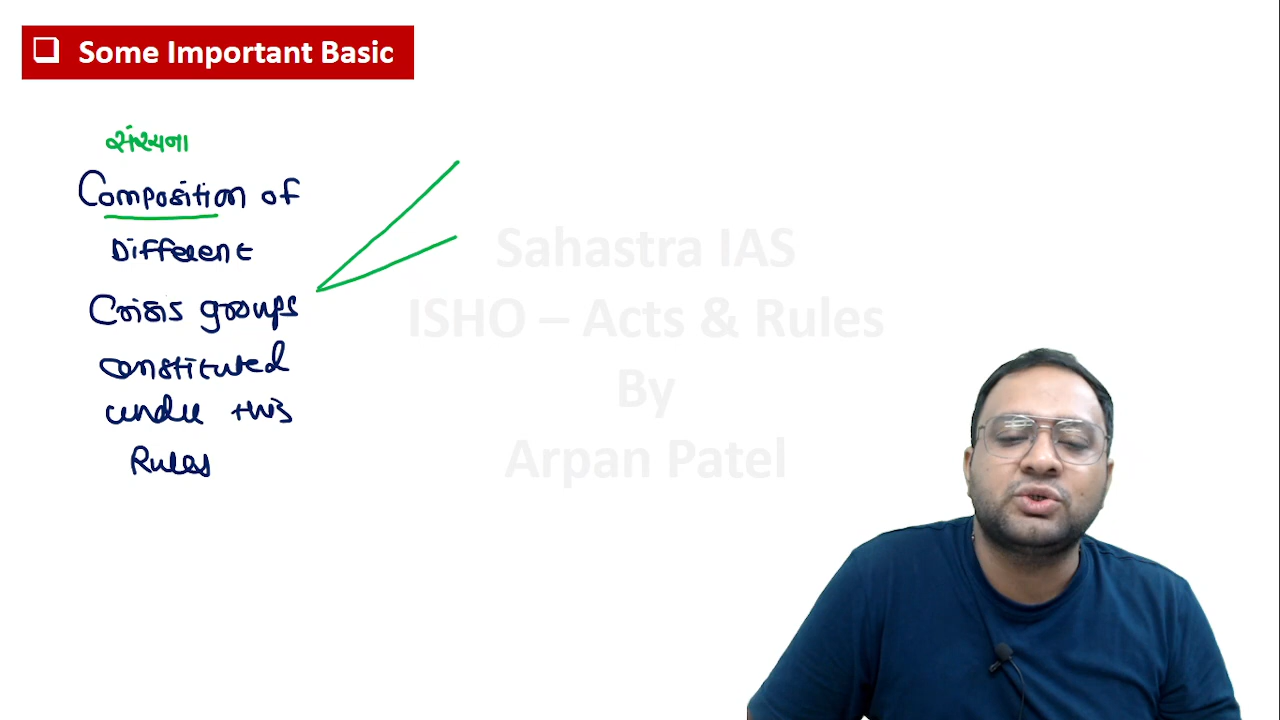 Some Important Basic
સંરચના
Composition of
Different
Crisis groups
constituted
under this
Rules
Sahastra IAS
ISHO – Acts & Rules
By
Arpan Patel